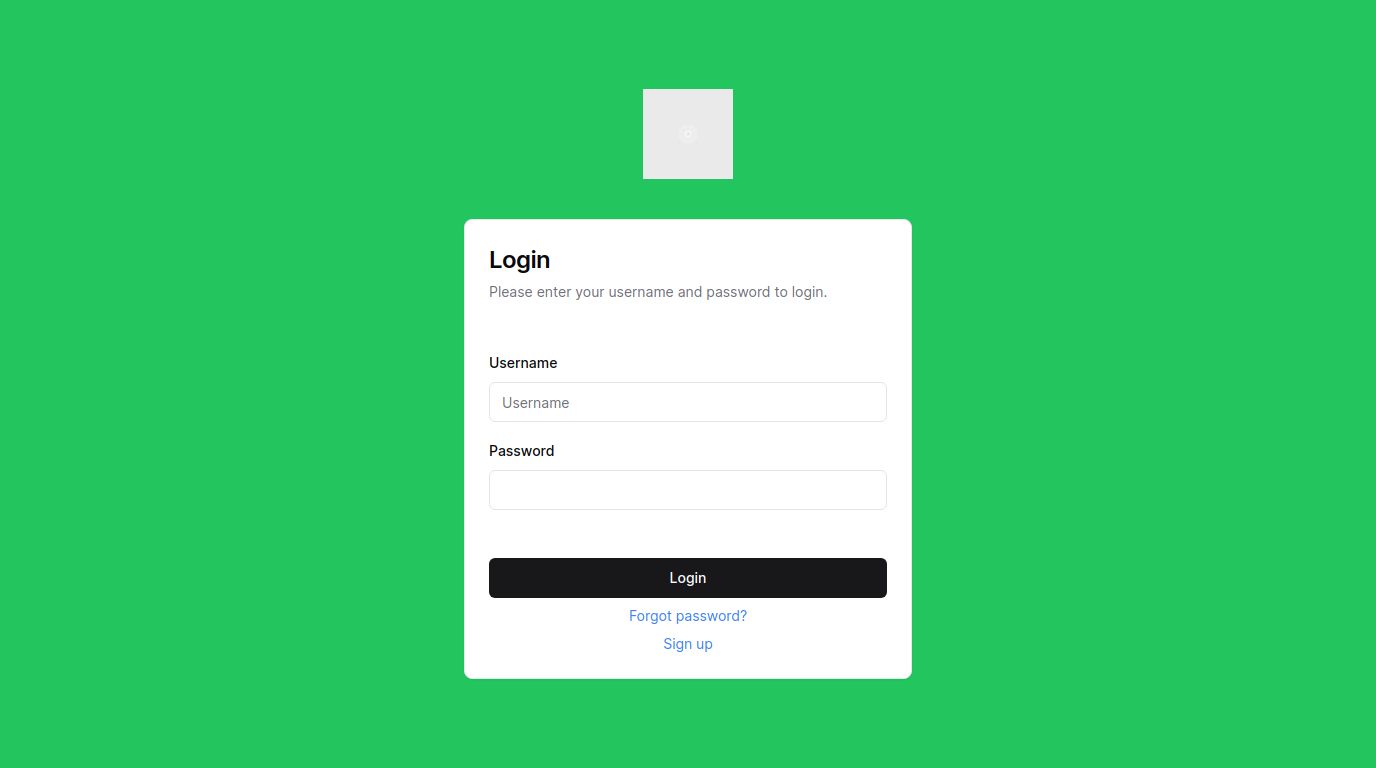 Login
Please enter your username and password to login.
Username
Username
Password
Login
Forgot password?
Sign up